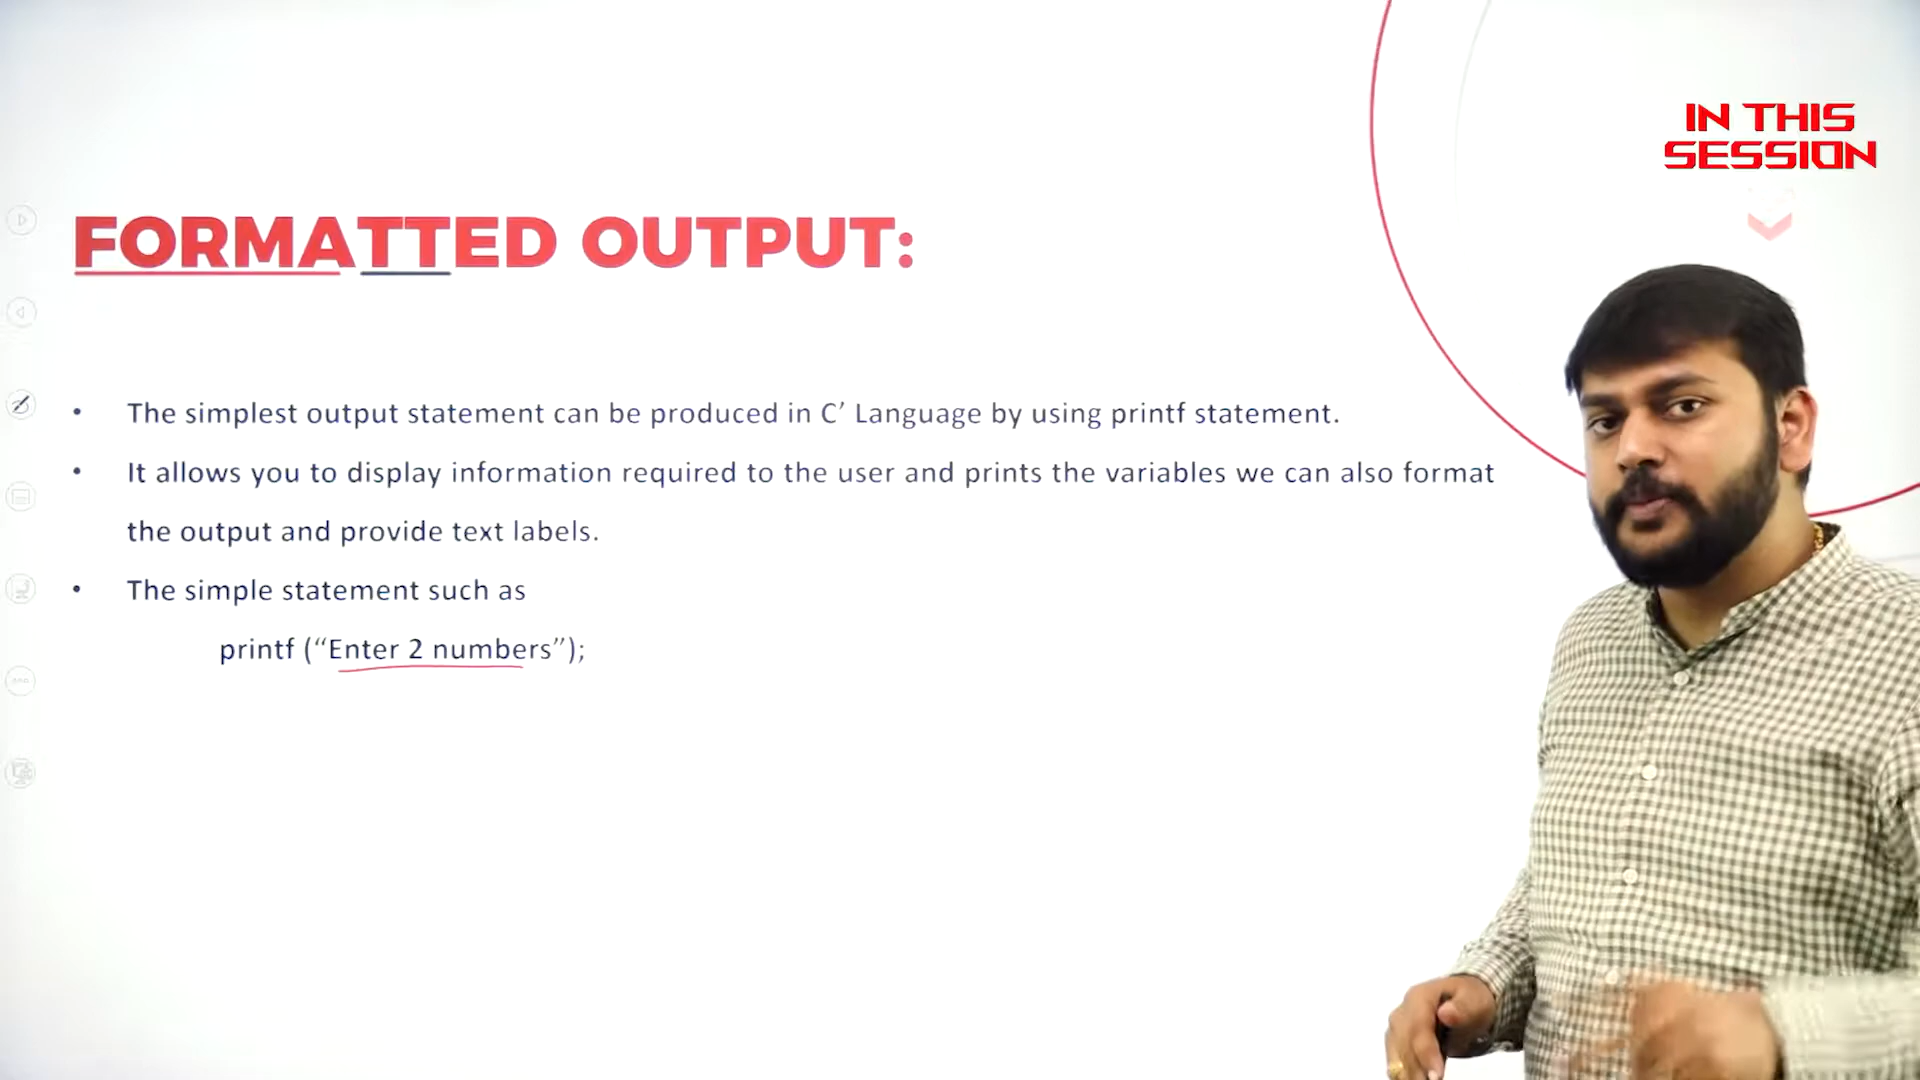 IN THIS
SESSION
FORMATTED OUTPUT:
• The simplest output statement can be produced in C’ Language by using printf statement.
• It allows you to display information required to the user and prints the variables we can also format
the output and provide text labels.
• The simple statement such as
printf (“Enter 2 numbers”);